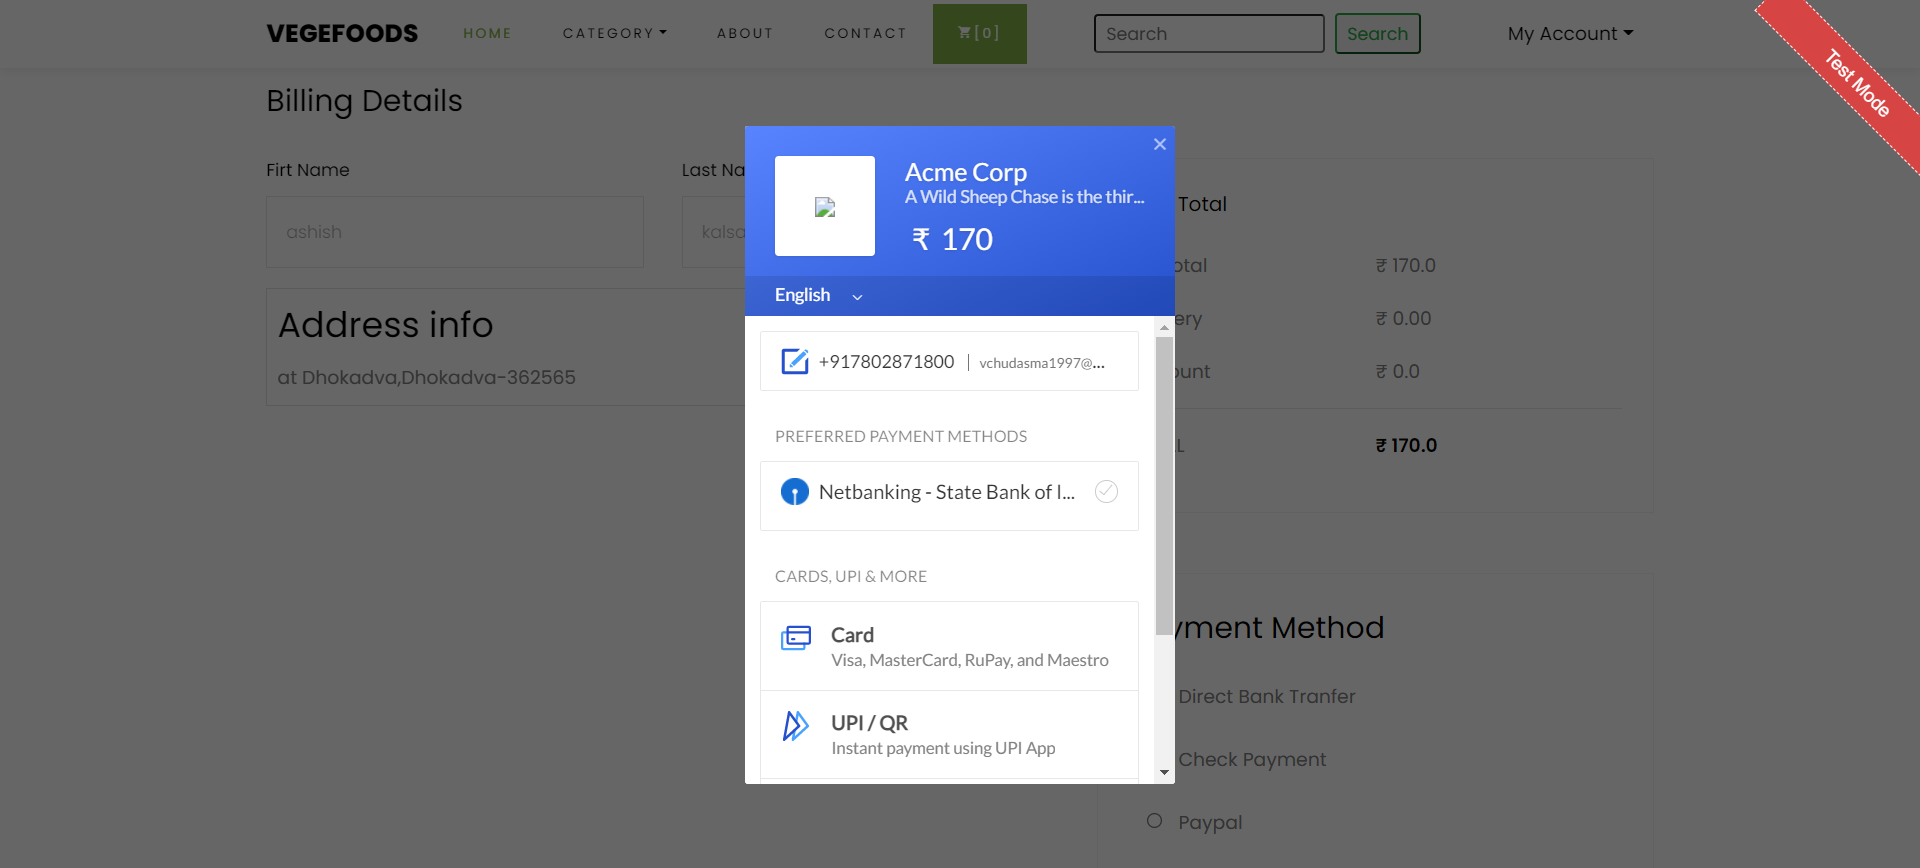 VEGEFOODS HOME CATEGORY ABOUT CONTACT [0] Search Search My Account
Test Mode
Billing Details
Firt Name Last Na
ashish kalsa
Address info
at Dhokadva,Dhokadva-362565
Acme Corp
A Wild Sheep Chase is the thir...
₹ 170
English
+917802871800 | vchudasma1997@...
PREFERRED PAYMENT METHODS
Netbanking - State Bank of I...
CARDS, UPI & MORE
Card
Visa, MasterCard, RuPay, and Maestro
UPI / QR
Instant payment using UPI App
Total
otal ₹ 170.0
ery ₹ 0.00
ount ₹ 0.0
L ₹ 170.0
yment Method
Direct Bank Tranfer
Check Payment
Paypal